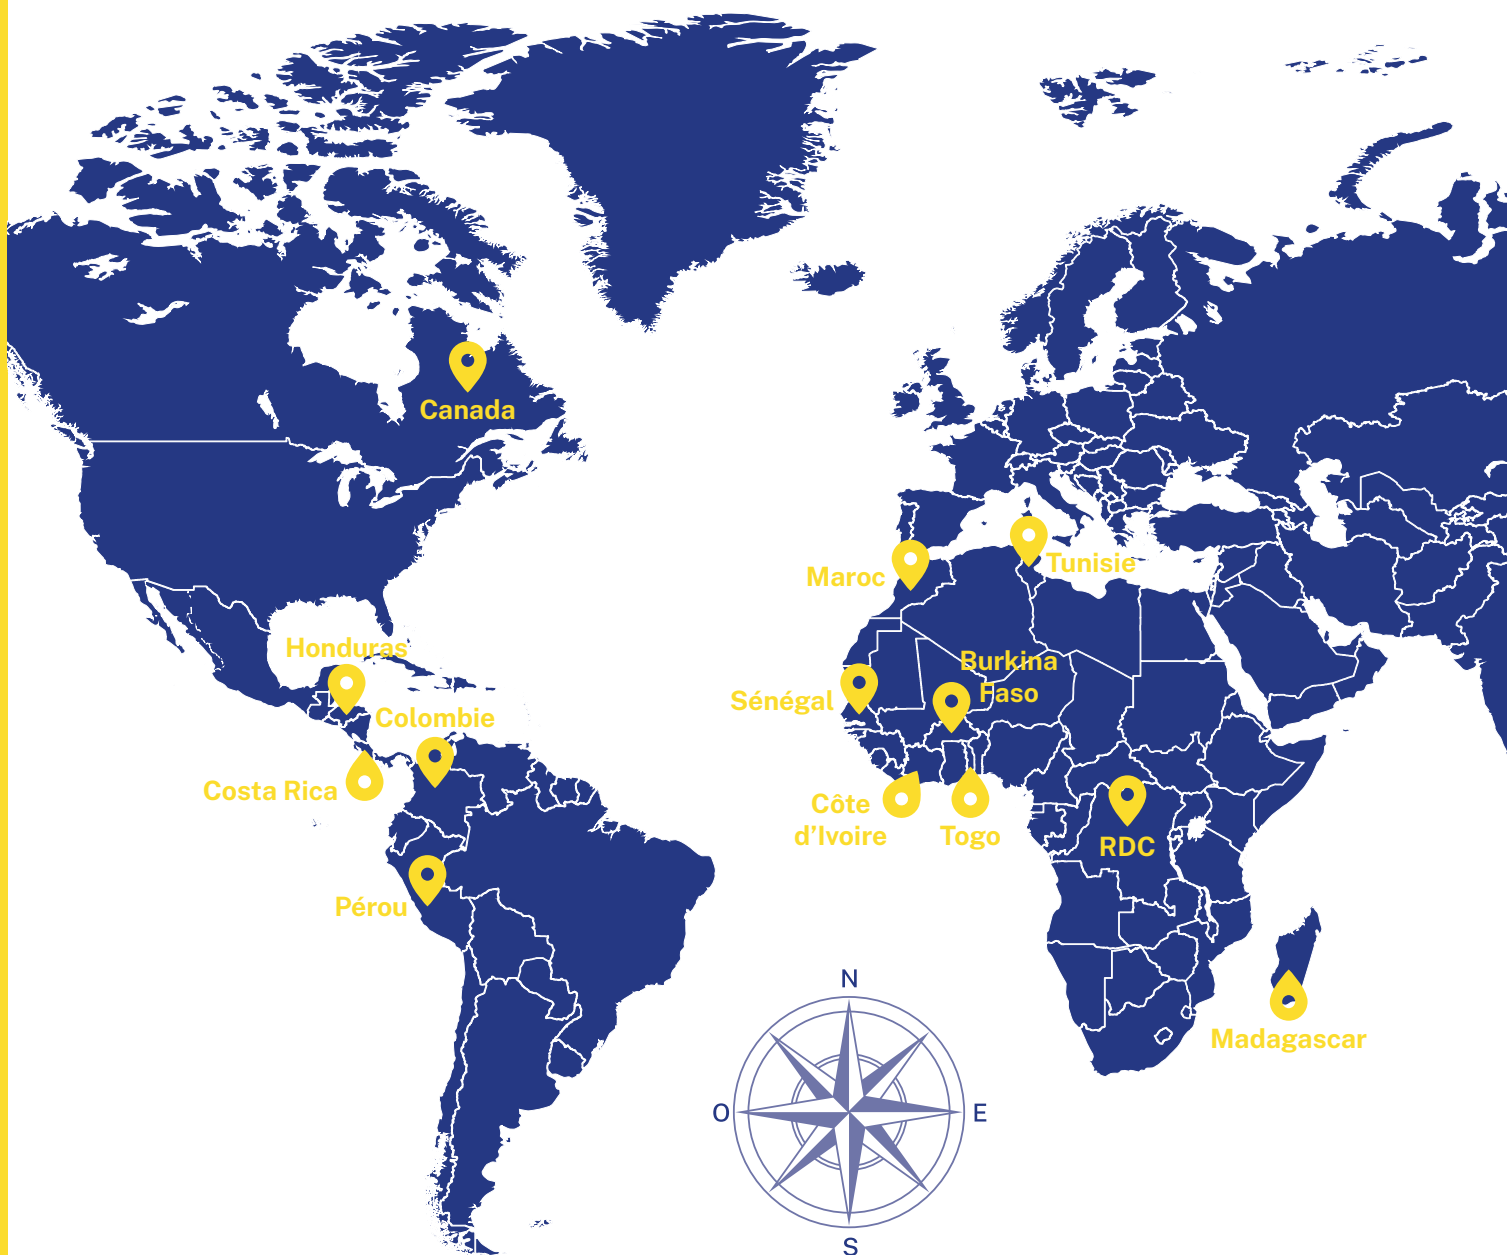 Canada
Maroc
Tunisie
Honduras
Burkina
Faso
Sénégal
Colombie
Costa Rica
Côte
d'Ivoire
Togo
RDC
Pérou
Madagascar
N
O
E
S